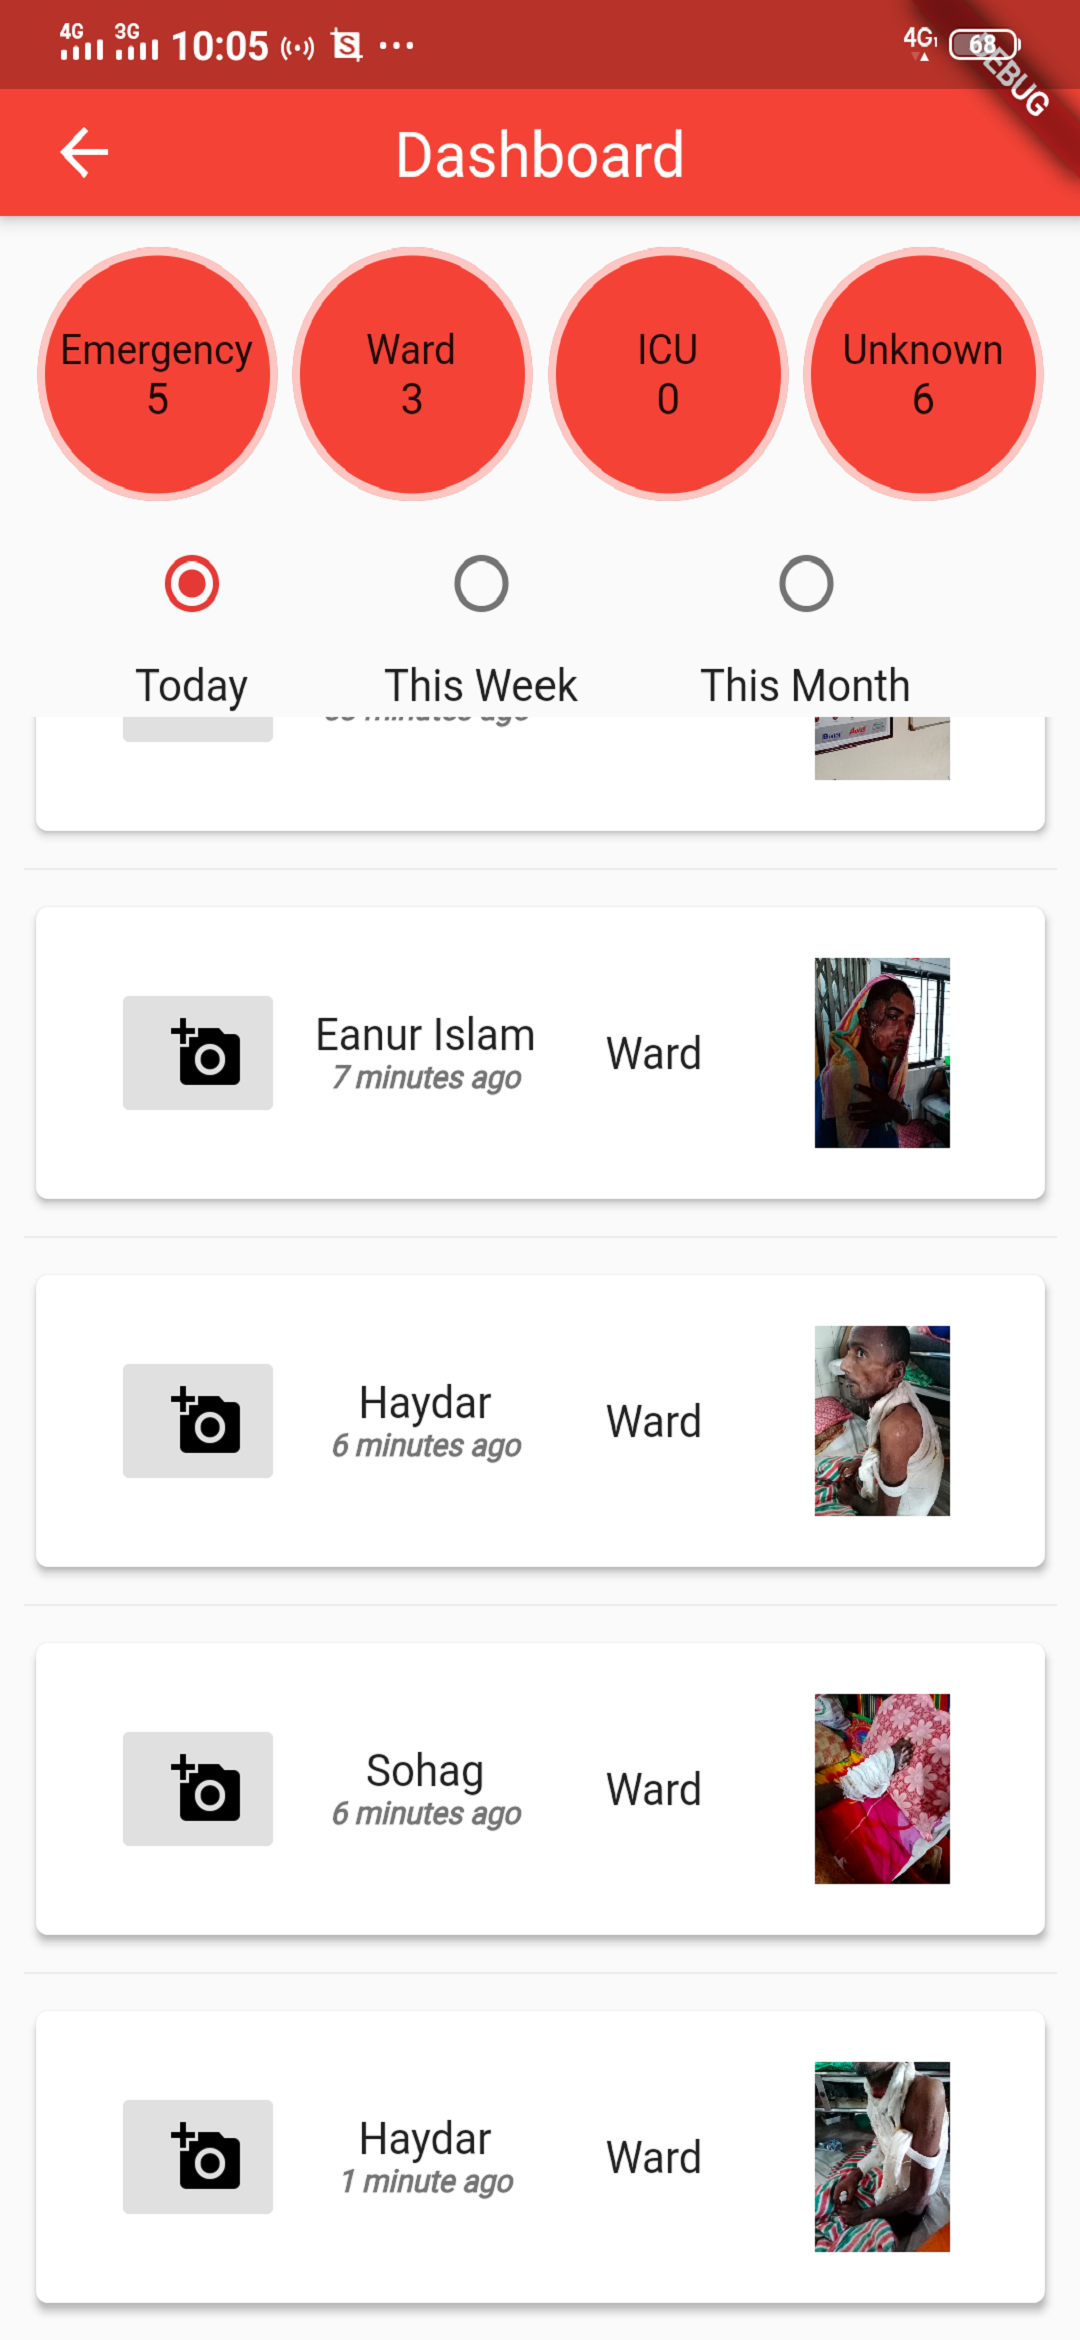 4G 3G 10:05 4G1 68
DEBUG
Dashboard
Emergency Ward ICU Unknown
5 3 0 6
Today This Week This Month
minutes ago
Eanur Islam
7 minutes ago
Ward
Haydar
6 minutes ago
Ward
Sohag
6 minutes ago
Ward
Haydar
1 minute ago
Ward